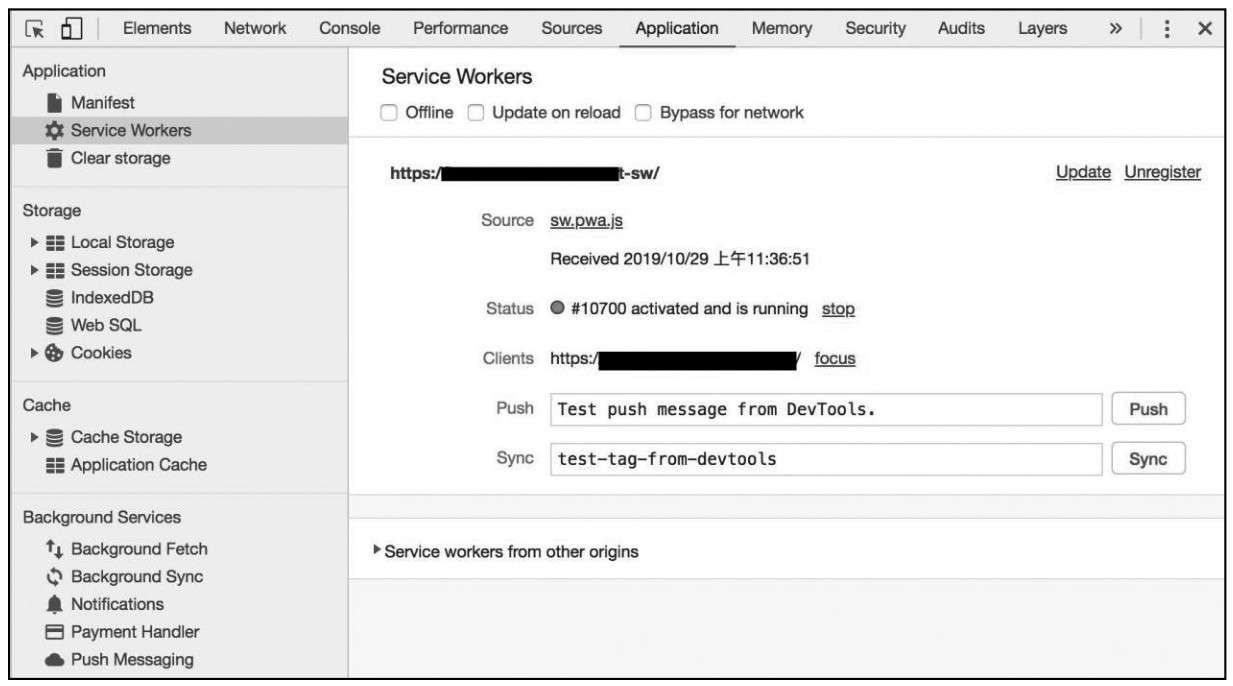 Elements Network Console Performance Sources Application Memory Security Audits Layers »
Application
Manifest
Service Workers
Clear storage
Storage
Local Storage
Session Storage
IndexedDB
Web SQL
Cookies
Cache
Cache Storage
Application Cache
Background Services
Background Fetch
Background Sync
Notifications
Payment Handler
Push Messaging
Service Workers
Offline Update on reload Bypass for network
https:/ t-sw/ Update Unregister
Source sw.pwa.js
Received 2019/10/29 上午11:36:51
Status #10700 activated and is running stop
Clients https:/ / focus
Push Test push message from DevTools. Push
Sync test-tag-from-devtools Sync
Service workers from other origins